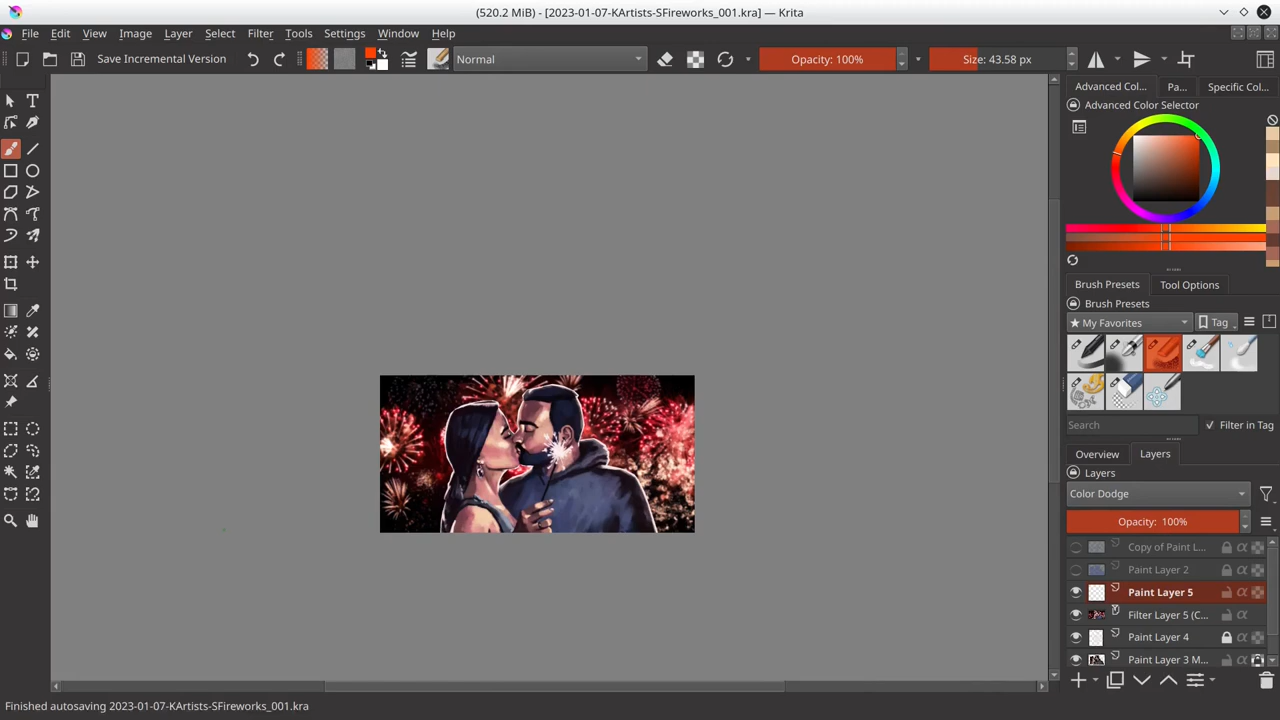 (520.2 MiB) - [2023-01-07-KArtists-SFireworks_001.kra] — Krita
File Edit View Image Layer Select Filter Tools Settings Window Help
Save Incremental Version Normal Opacity: 100% Size: 43.58 px
Advanced Col... Pa... Specific Col...
Advanced Color Selector
Brush Presets Tool Options
Brush Presets
★ My Favorites Tag
Search Filter in Tag
Overview Layers
Layers
Color Dodge
Opacity: 100%
Copy of Paint L...
Paint Layer 2
Paint Layer 5
Filter Layer 5 (C...
Paint Layer 4
Paint Layer 3 M...
Finished autosaving 2023-01-07-KArtists-SFireworks_001.kra